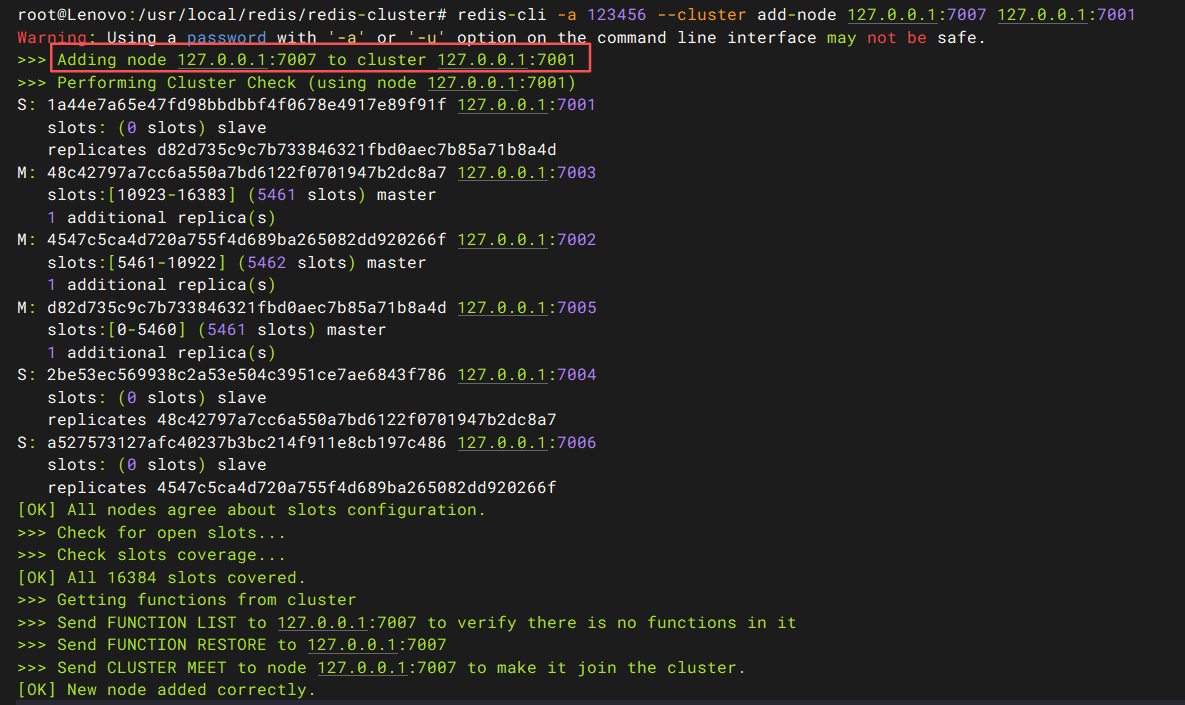 root@Lenovo:/usr/local/redis/redis-cluster# redis-cli -a 123456 --cluster add-node 127.0.0.1:7007 127.0.0.1:7001
Warning: Using a password with '-a' or '-u' option on the command line interface may not be safe.
>>> Adding node 127.0.0.1:7007 to cluster 127.0.0.1:7001
>>> Performing Cluster Check (using node 127.0.0.1:7001)
S: 1a44e7a65e47fd98bbdbbf4f0678e4917e89f91f 127.0.0.1:7001
   slots: (0 slots) slave
   replicates d82d735c9c7b733846321fbd0aec7b85a71b8a4d
M: 48c42797a7cc6a550a7bd6122f0701947b2dc8a7 127.0.0.1:7003
   slots:[10923-16383] (5461 slots) master
   1 additional replica(s)
M: 4547c5ca4d720a755f4d689ba265082dd920266f 127.0.0.1:7002
   slots:[5461-10922] (5462 slots) master
   1 additional replica(s)
M: d82d735c9c7b733846321fbd0aec7b85a71b8a4d 127.0.0.1:7005
   slots:[0-5460] (5461 slots) master
   1 additional replica(s)
S: 2be53ec569938c2a53e504c3951ce7ae6843f786 127.0.0.1:7004
   slots: (0 slots) slave
   replicates 48c42797a7cc6a550a7bd6122f0701947b2dc8a7
S: a527573127afc40237b3bc214f911e8cb197c486 127.0.0.1:7006
   slots: (0 slots) slave
   replicates 4547c5ca4d720a755f4d689ba265082dd920266f
[OK] All nodes agree about slots configuration.
>>> Check for open slots...
>>> Check slots coverage...
[OK] All 16384 slots covered.
>>> Getting functions from cluster
>>> Send FUNCTION LIST to 127.0.0.1:7007 to verify there is no functions in it
>>> Send FUNCTION RESTORE to 127.0.0.1:7007
>>> Send CLUSTER MEET to node 127.0.0.1:7007 to make it join the cluster.
[OK] New node added correctly.